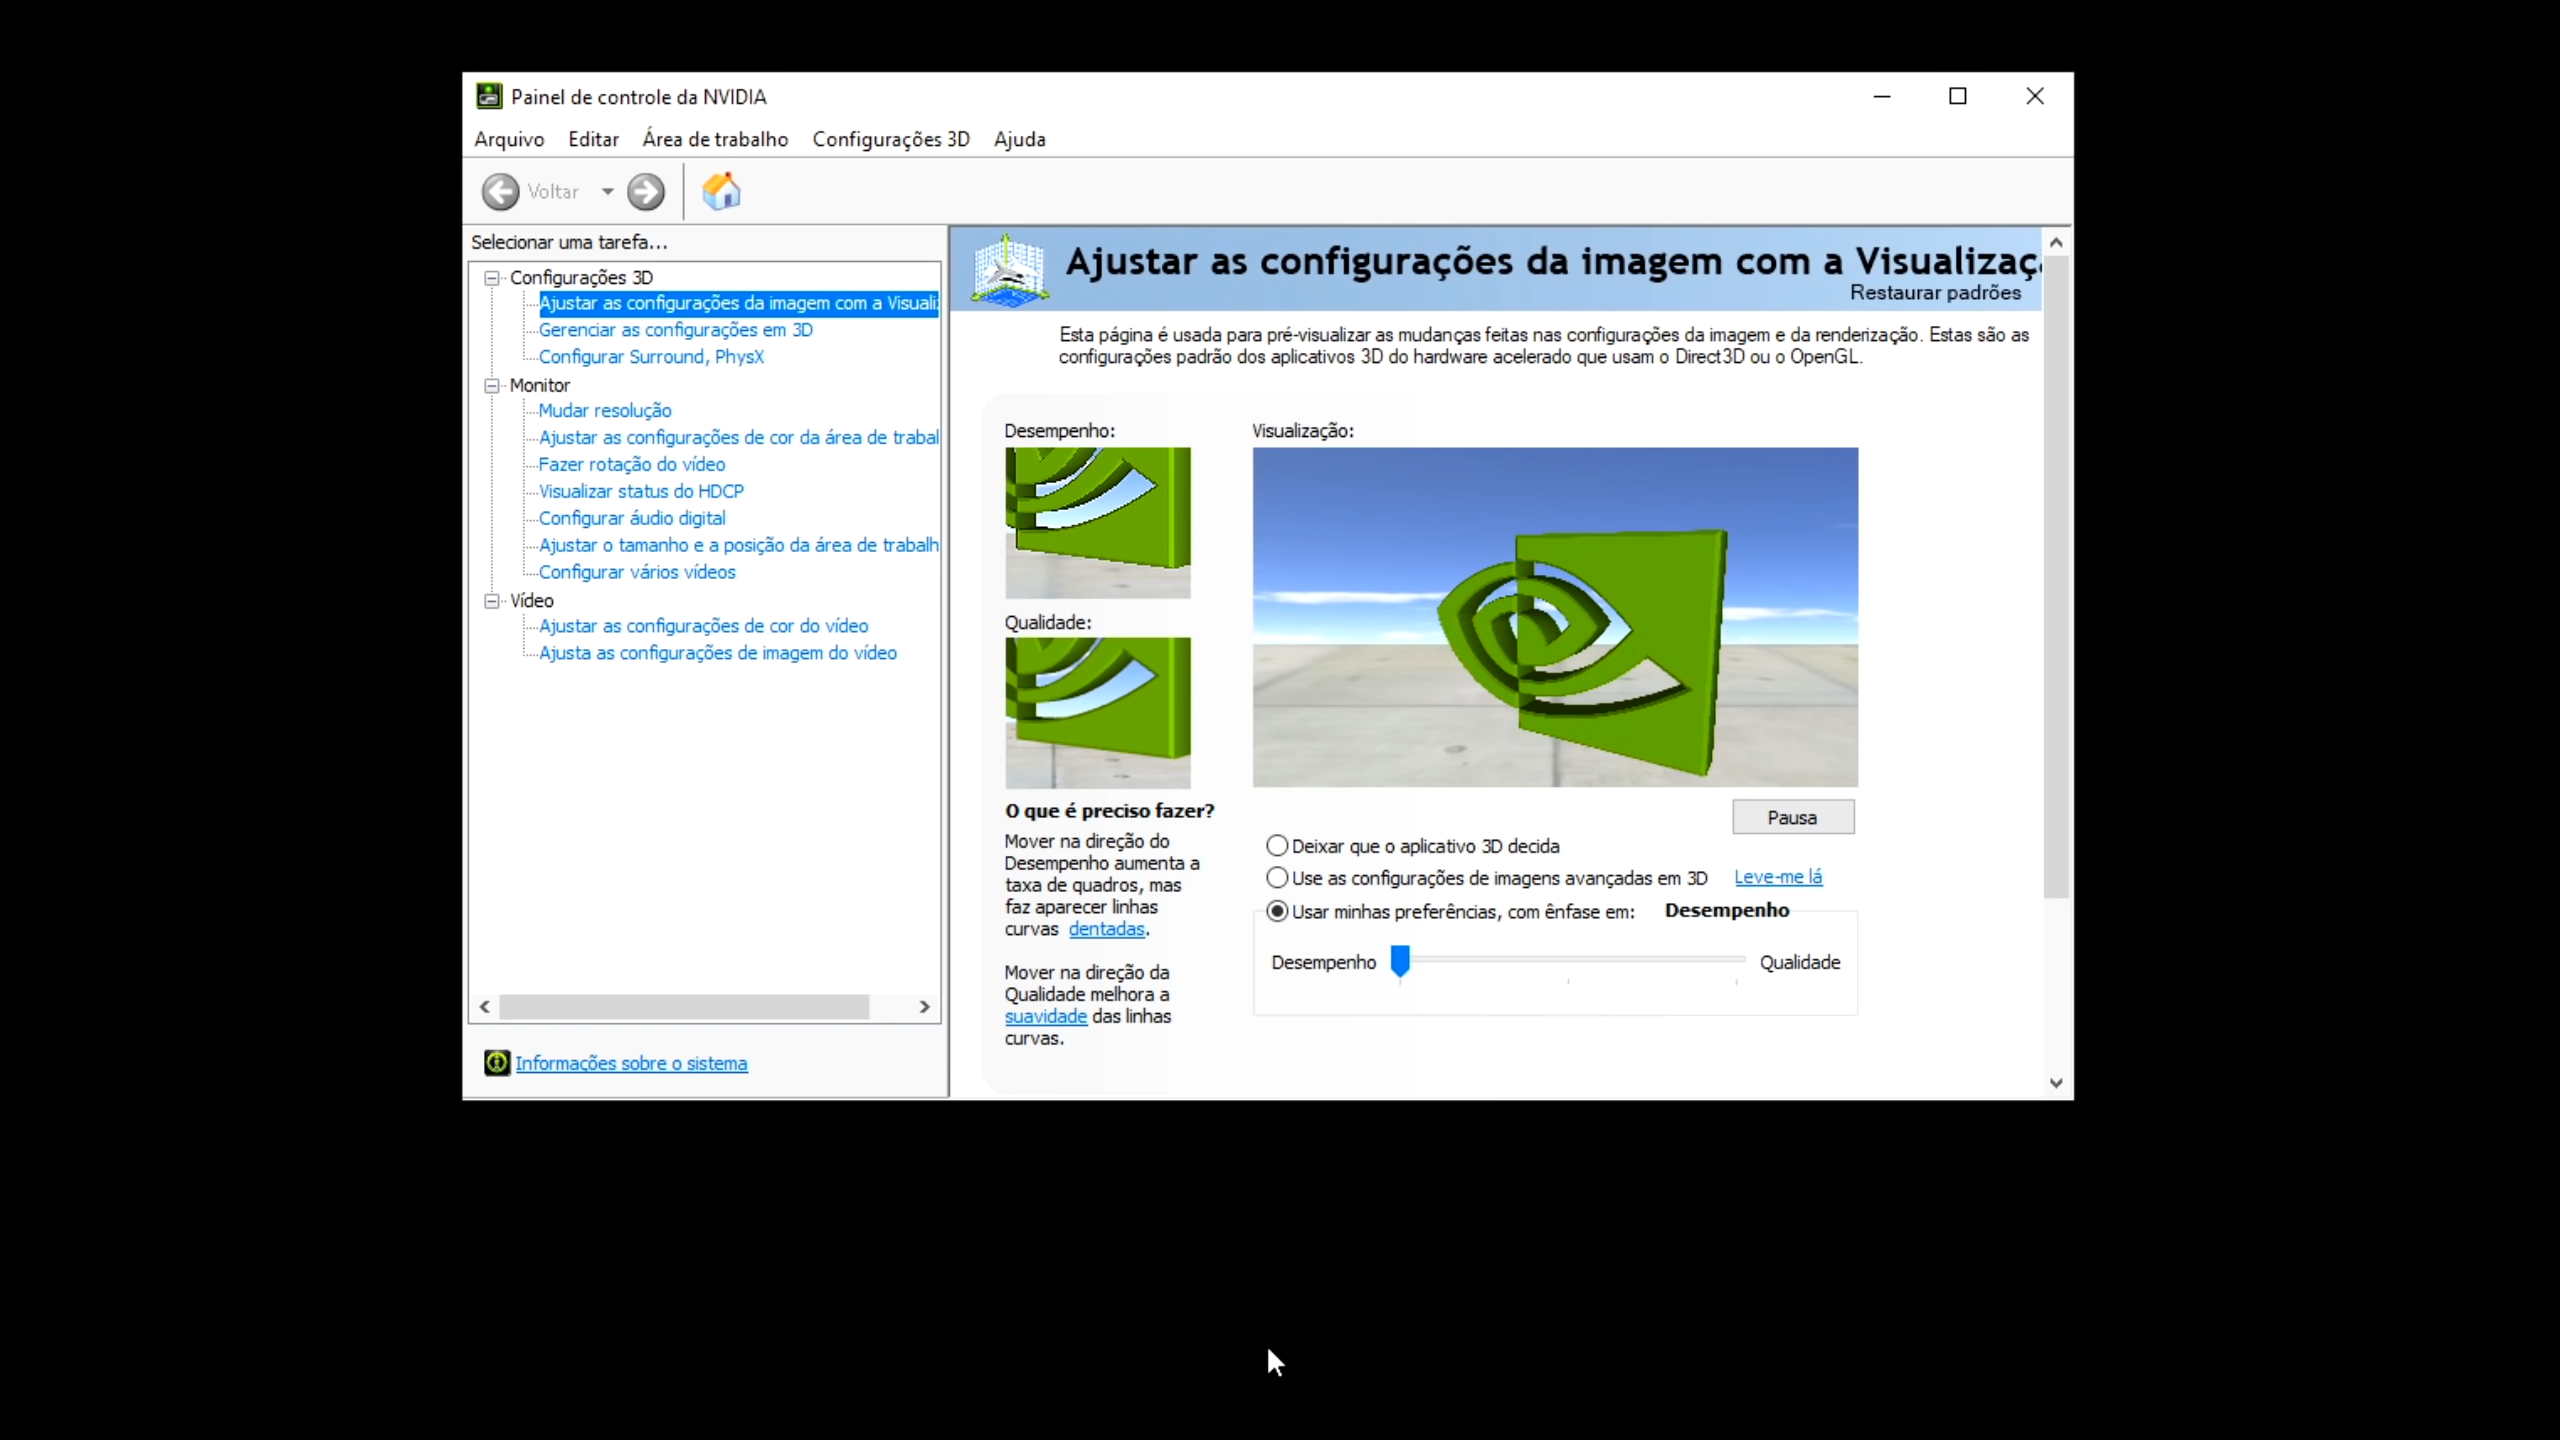 Painel de controle da NVIDIA
Arquivo Editar Área de trabalho Configurações 3D Ajuda
Voltar
Selecionar uma tarefa...
Configurações 3D
Ajustar as configurações da imagem com a Visuali
Gerenciar as configurações em 3D
Configurar Surround, PhysX
Monitor
Mudar resolução
Ajustar as configurações de cor da área de trabal
Fazer rotação do vídeo
Visualizar status do HDCP
Configurar áudio digital
Ajustar o tamanho e a posição da área de trabalh
Configurar vários vídeos
Vídeo
Ajustar as configurações de cor do vídeo
Ajusta as configurações de imagem do vídeo
Informações sobre o sistema
Ajustar as configurações da imagem com a Visualizaç
Restaurar padrões
Esta página é usada para pré-visualizar as mudanças feitas nas configurações da imagem e da renderização. Estas são as
configurações padrão dos aplicativos 3D do hardware acelerado que usam o Direct3D ou o OpenGL.
Desempenho:
Qualidade:
O que é preciso fazer?
Mover na direção do
Desempenho aumenta a
taxa de quadros, mas
faz aparecer linhas
curvas dentadas.
Mover na direção da
Qualidade melhora a
suavidade das linhas
curvas.
Visualização:
Pausa
Deixar que o aplicativo 3D decida
Use as configurações de imagens avançadas em 3D Leve-me lá
Usar minhas preferências, com ênfase em: Desempenho
Desempenho Qualidade